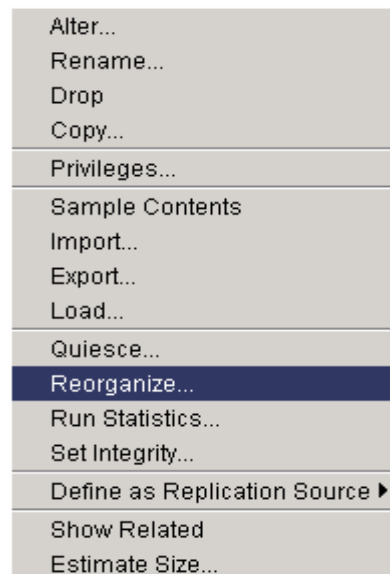 Alter...
Rename...
Drop
Copy...
Privileges...
Sample Contents
Import...
Export...
Load...
Quiesce...
Reorganize...
Run Statistics...
Set Integrity...
Define as Replication Source
Show Related
Estimate Size...